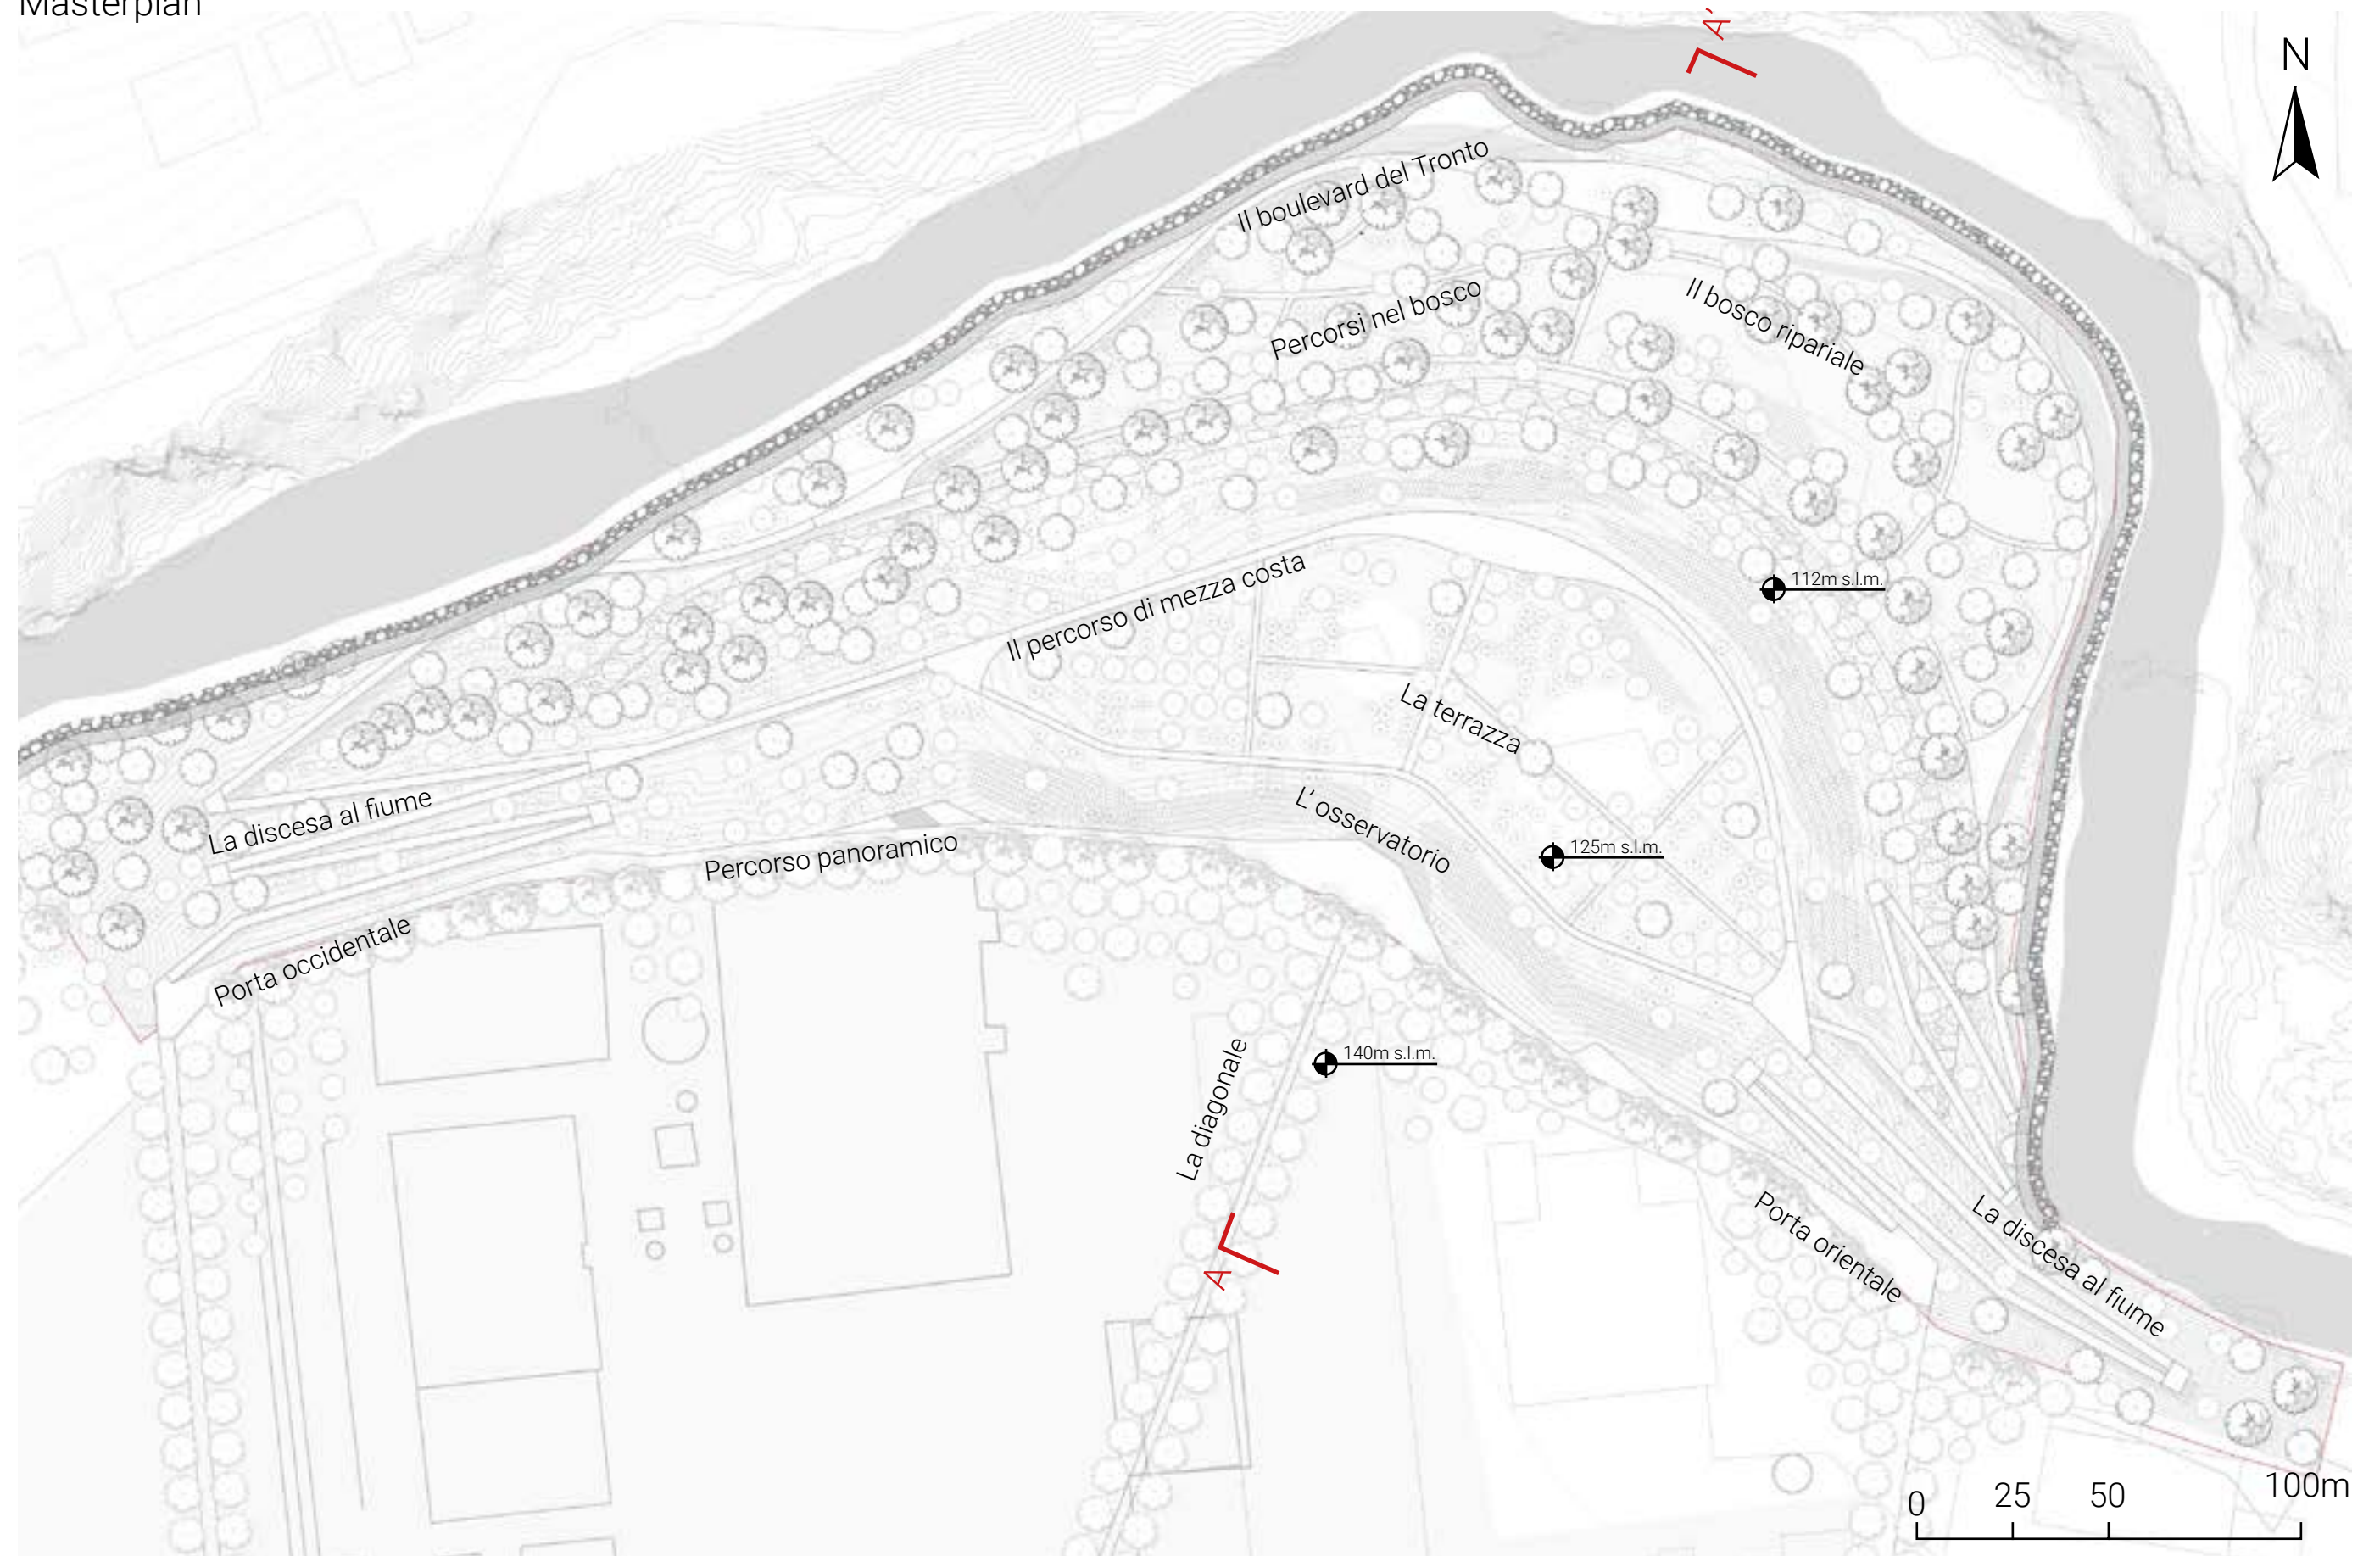 Masterplan
A'
N
Il boulevard del Tronto
Percorsi nel bosco
Il bosco ripariale
Il percorso di mezza costa
112m s.l.m.
La terrazza
La discesa al fiume
L' osservatorio
Percorso panoramico
125m s.l.m.
Porta occidentale
La diagonale
140m s.l.m.
A
Porta orientale
La discesa al fiume
0 25 50 100m